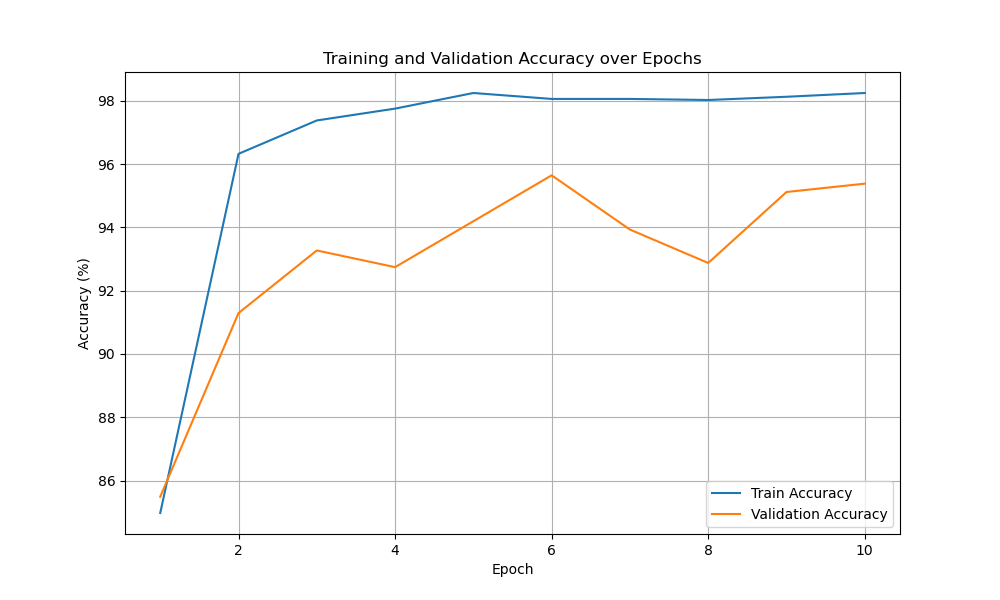 Training and Validation Accuracy over Epochs
Accuracy (%)
98
96
94
92
90
88
86
2 4 6 8 10
Epoch
Train Accuracy
Validation Accuracy